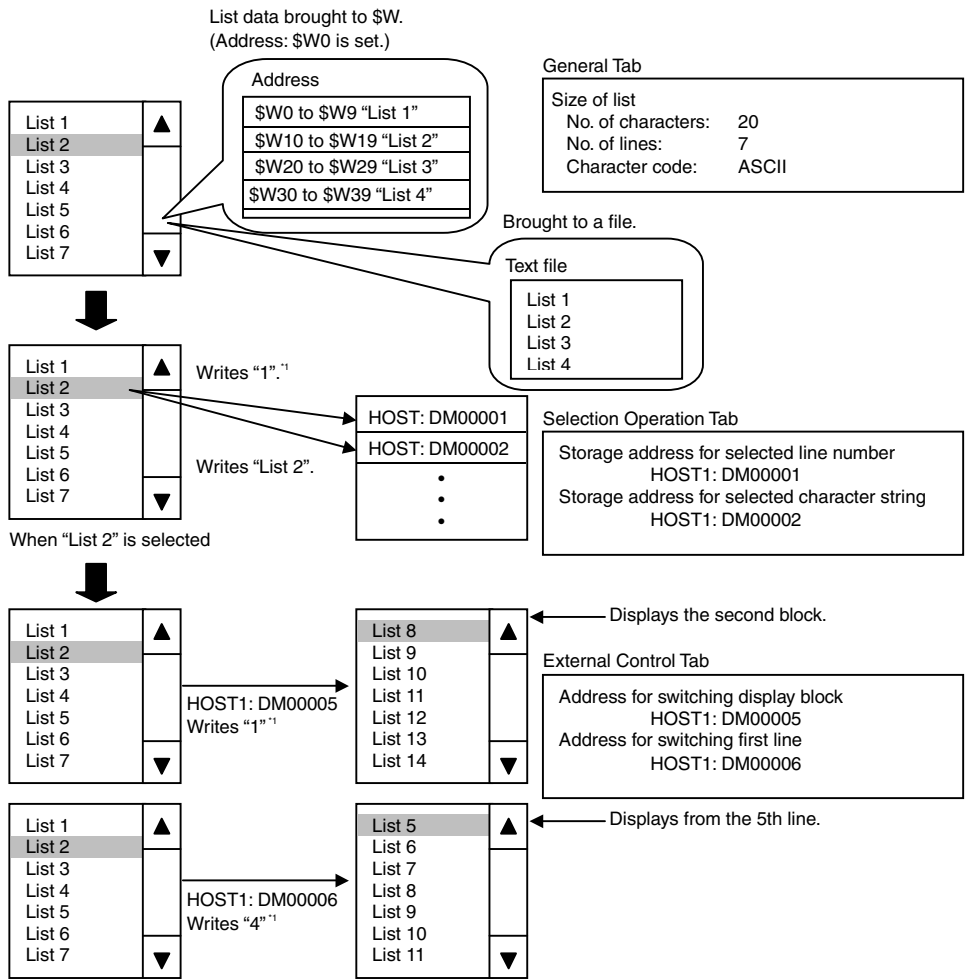 List data brought to $W.
(Address: $W0 is set.)
Address
$W0 to $W9 “List 1”
$W10 to $W19 “List 2”
$W20 to $W29 “List 3”
$W30 to $W39 “List 4”
General Tab
Size of list
No. of characters: 20
No. of lines: 7
Character code: ASCII
List 1
List 2
List 3
List 4
List 5
List 6
List 7
Brought to a file.
Text file
List 1
List 2
List 3
List 4
List 1
List 2
List 3
List 4
List 5
List 6
List 7
Writes “1”.*1
Writes “List 2”.
HOST: DM00001
HOST: DM00002
Selection Operation Tab
Storage address for selected line number
HOST1: DM00001
Storage address for selected character string
HOST1: DM00002
When “List 2” is selected
List 1
List 2
List 3
List 4
List 5
List 6
List 7
HOST1: DM00005
Writes “1”*1
List 8
List 9
List 10
List 11
List 12
List 13
List 14
Displays the second block.
External Control Tab
Address for switching display block
HOST1: DM00005
Address for switching first line
HOST1: DM00006
List 1
List 2
List 3
List 4
List 5
List 6
List 7
HOST1: DM00006
Writes “4”*1
List 5
List 6
List 7
List 8
List 9
List 10
List 11
Displays from the 5th line.